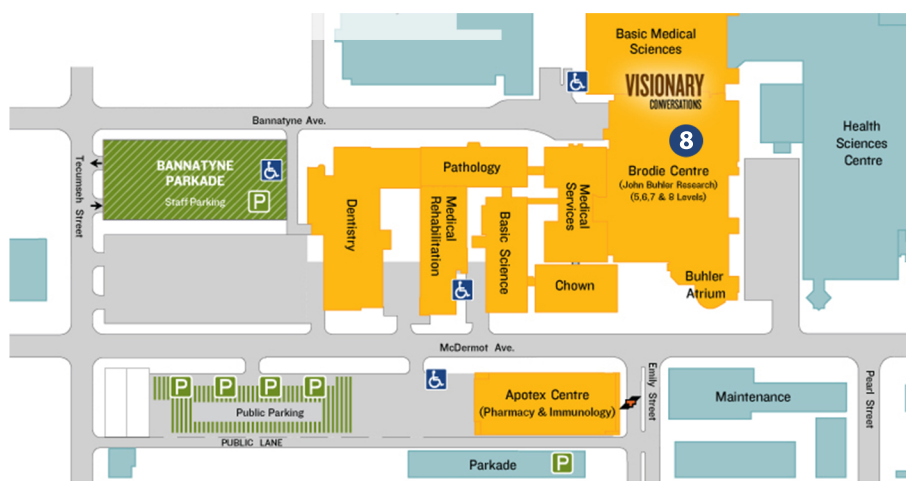 Basic Medical
Sciences
VISIONARY
CONVERSATIONS
Bannatyne Ave.
8
Health
Sciences
Centre
BANNATYNE
PARKADE
Staff Parking
P
Tecumseh Street
Pathology
Brodie Centre
(John Buhler Research)
(5,6,7 & 8 Levels)
Dentistry
Medical
Rehabilitation
Basic Science
Medical
Services
Chown
Buhler
Atrium
McDermot Ave.
P
P
P
P
Public Parking
Apotex Centre
(Pharmacy & Immunology)
Emily Street
Maintenance
Pearl Street
PUBLIC LANE
Parkade
P